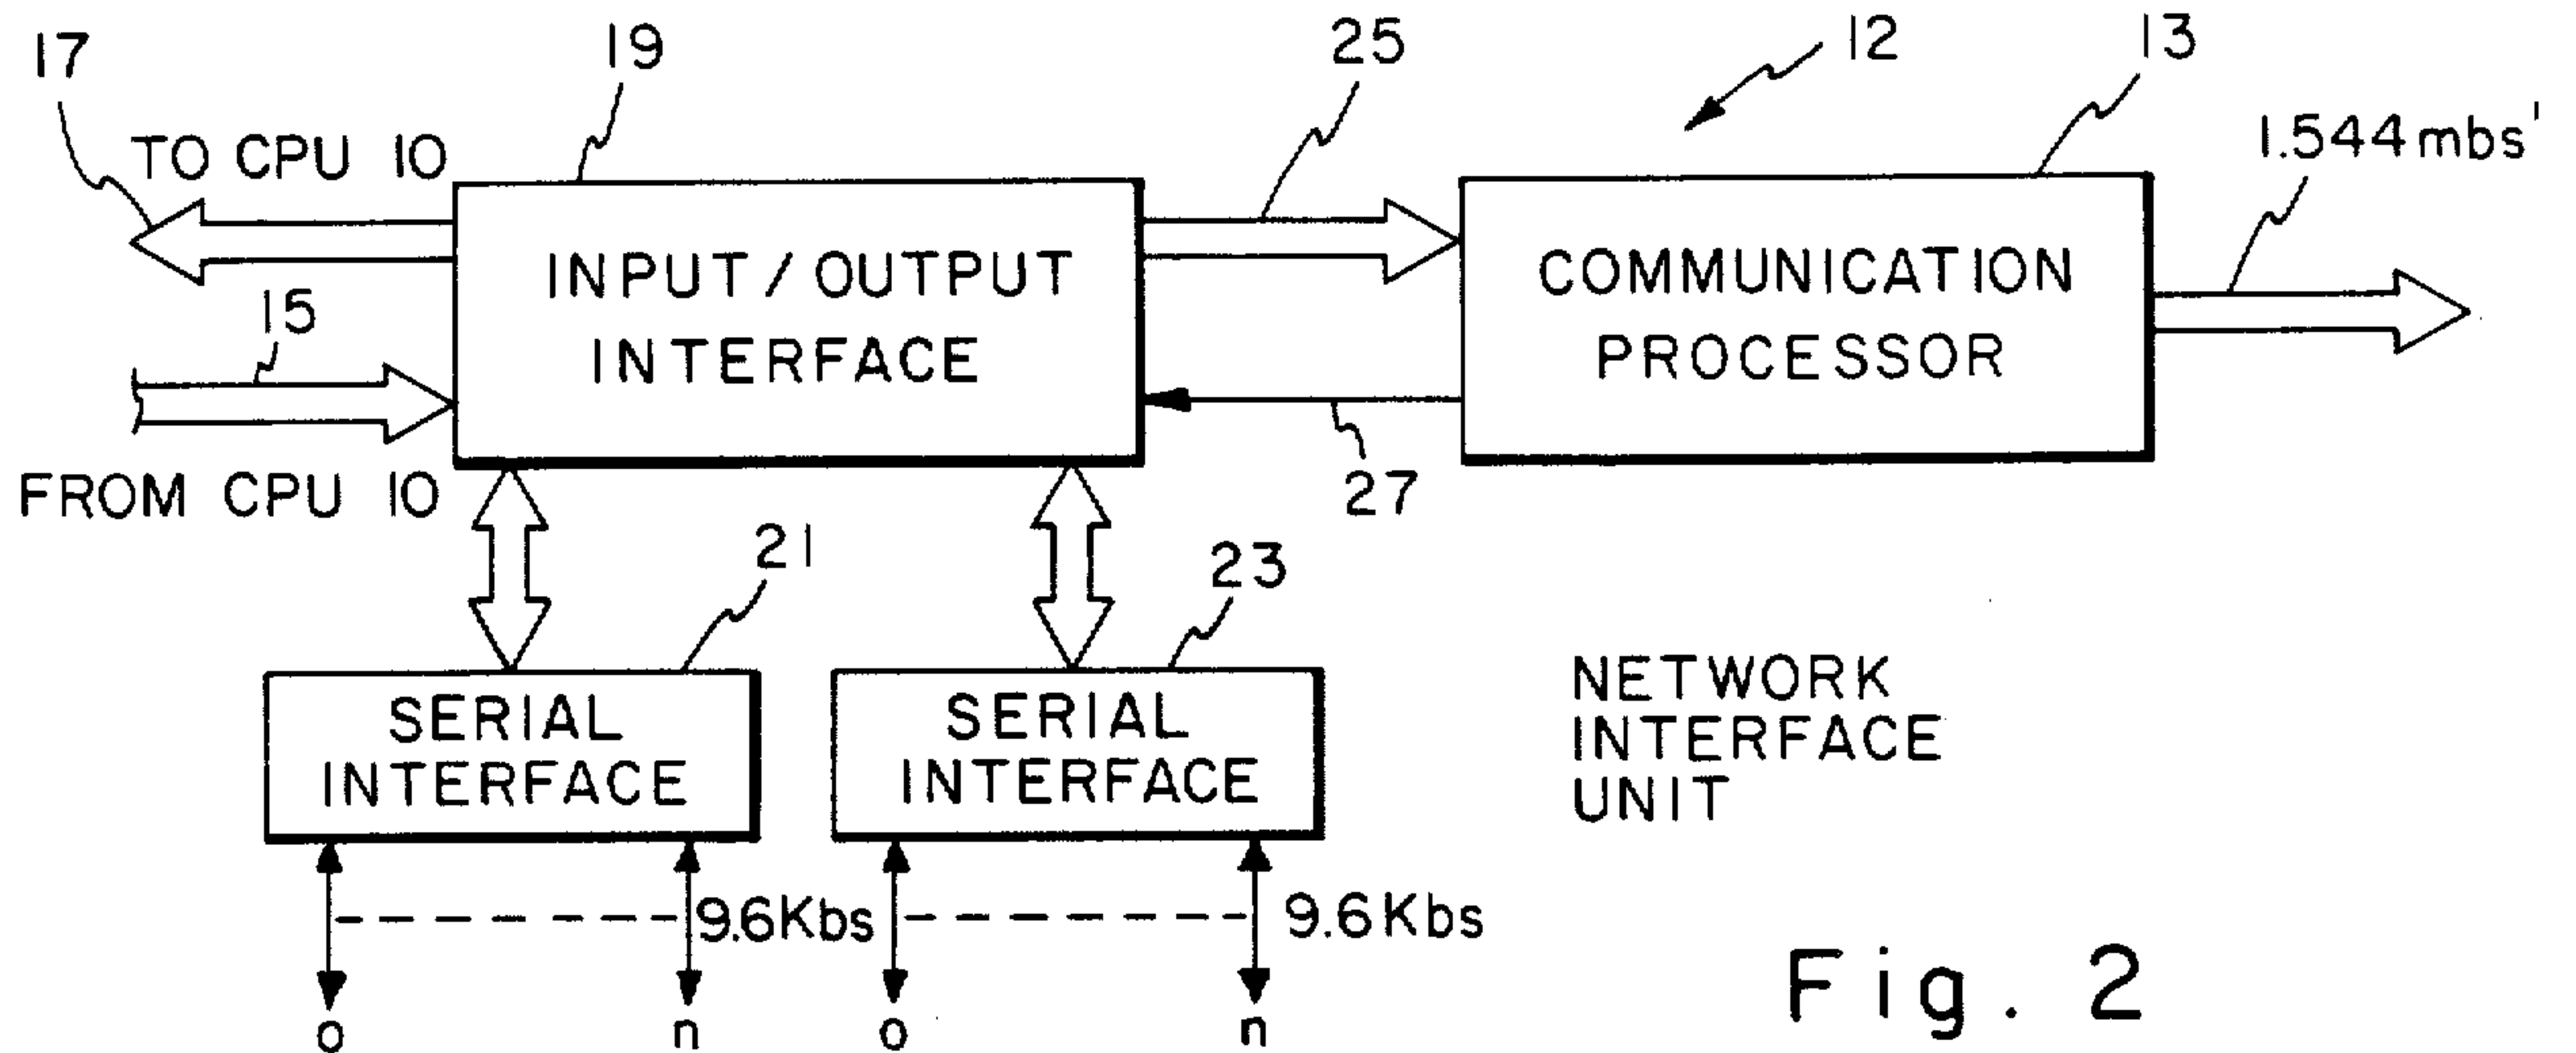 17
19
25
12
13
1.544 mbs'
TO CPU 10
INPUT / OUTPUT
INTERFACE
COMMUNICATION
PROCESSOR
15
FROM CPU 10
27
21
23
SERIAL
INTERFACE
SERIAL
INTERFACE
NETWORK
INTERFACE
UNIT
9.6Kbs
9.6Kbs
o
n
o
n
Fig. 2